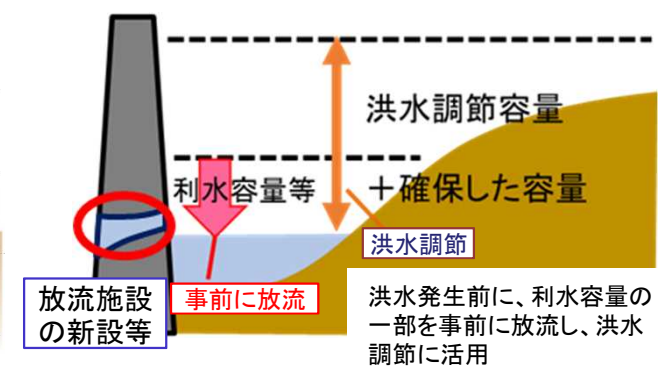 洪水調節容量
利水容量等
＋確保した容量
洪水調節
放流施設
の新設等
事前に放流
洪水発生前に、利水容量の
一部を事前に放流し、洪水
調節に活用